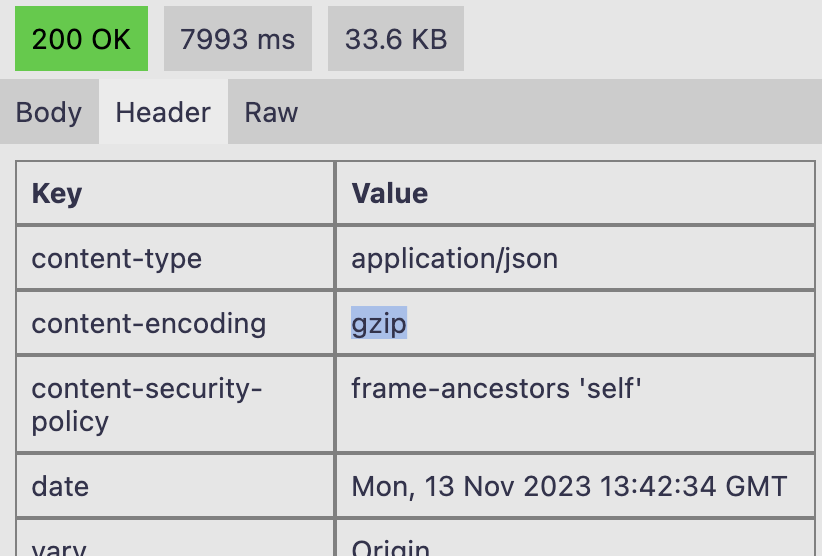 200 OK 7993 ms 33.6 KB
Body Header Raw
Key Value
content-type application/json
content-encoding gzip
content-security-
policy frame-ancestors 'self'
date Mon, 13 Nov 2023 13:42:34 GMT
vary Origin